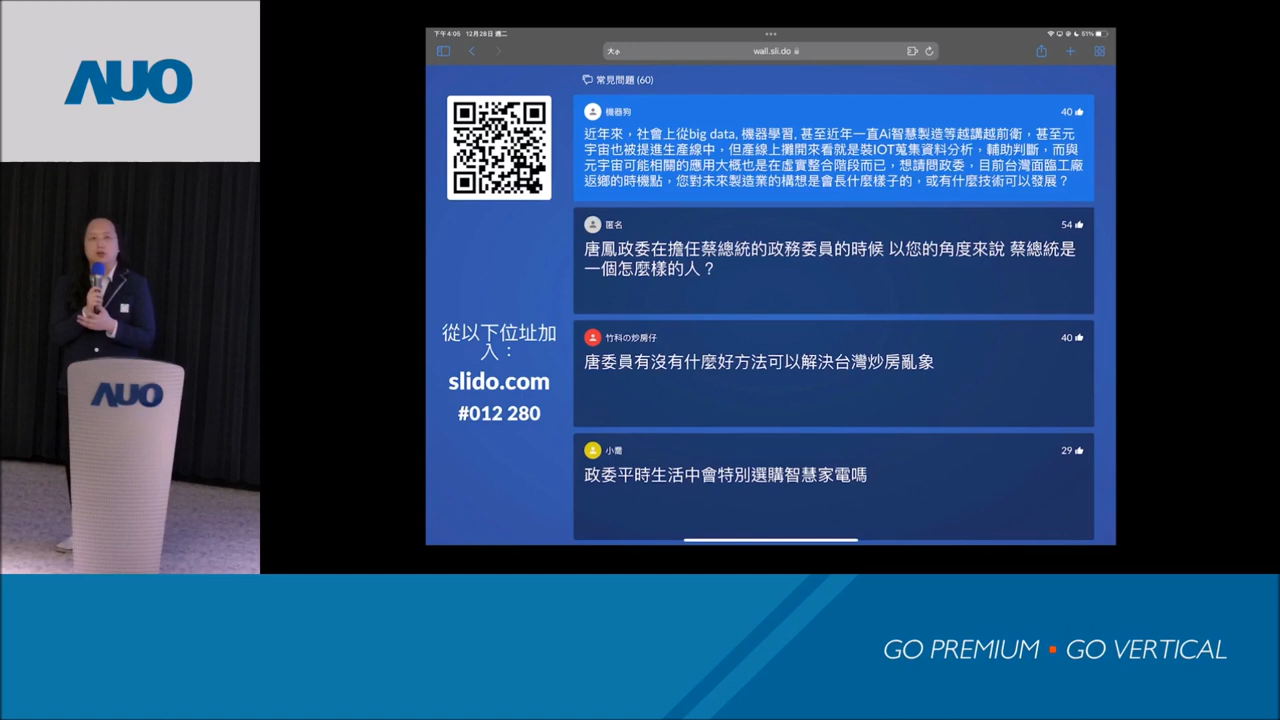 AUO
AUO
下午4:05 12月28日 週二
51%
大小
wall.sli.do
常見問題 (60)
機器狗
40
近年來，社會上從big data, 機器學習, 甚至近年一直Ai智慧製造等越講越前衛，甚至元
宇宙也被提進生產線中，但產線上攤開來看就是裝IOT蒐集資料分析，輔助判斷，而與
元宇宙可能相關的應用大概也是在虛實整合階段而已，想請問政委，目前台灣面臨工廠
返鄉的時機點，您對未來製造業的構想是會長什麼樣子的，或有什麼技術可以發展？
匿名
54
唐鳳政委在擔任蔡總統的政務委員的時候 以您的角度來說 蔡總統是
一個怎麼樣的人？
從以下位址加
入：
slido.com
#012 280
竹科の炒房仔
40
唐委員有沒有什麼好方法可以解決台灣炒房亂象
小喬
29
政委平時生活中會特別選購智慧家電嗎
GO PREMIUM ▪ GO VERTICAL